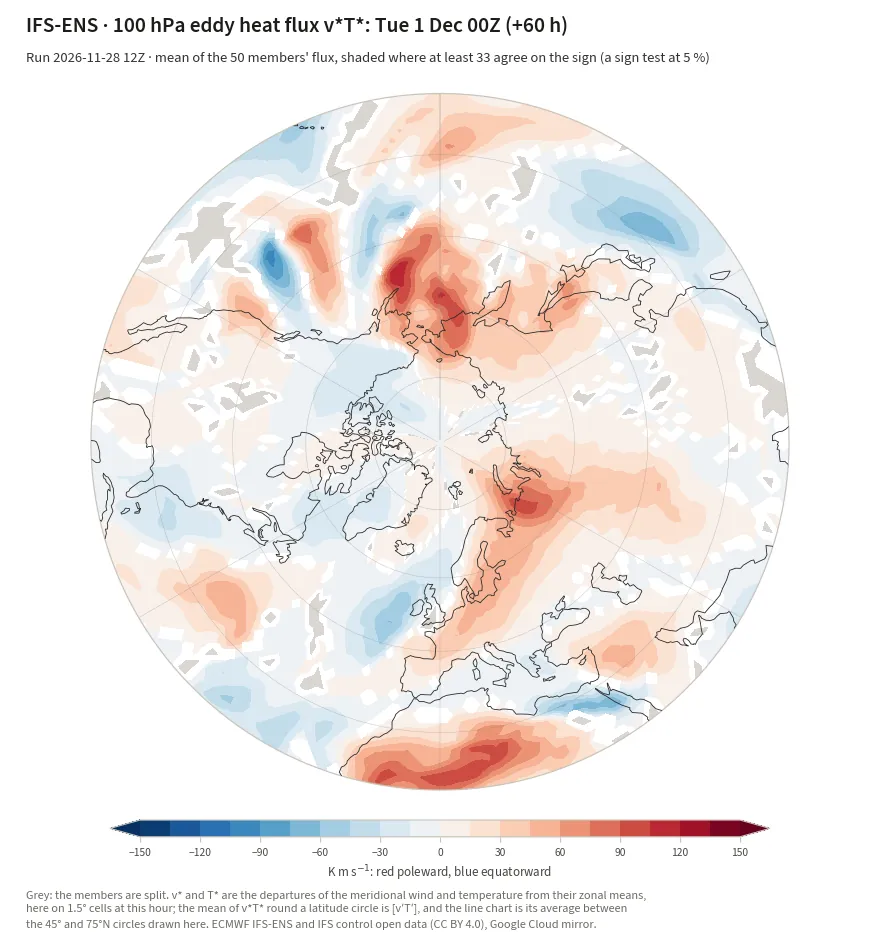 IFS-ENS · 100 hPa eddy heat flux v*T*: Tue 1 Dec 00Z (+60 h)
Run 2026-11-28 12Z · mean of the 50 members' flux, shaded where at least 33 agree on the sign (a sign test at 5 %)
−150 −120 −90 −60 −30 0 30 60 90 120 150
K m s⁻¹: red poleward, blue equatorward
Grey: the members are split. v* and T* are the departures of the meridional wind and temperature from their zonal means,
here on 1.5° cells at this hour; the mean of v*T* round a latitude circle is [v'T'], and the line chart is its average between
the 45° and 75°N circles drawn here. ECMWF IFS-ENS and IFS control open data (CC BY 4.0), Google Cloud mirror.